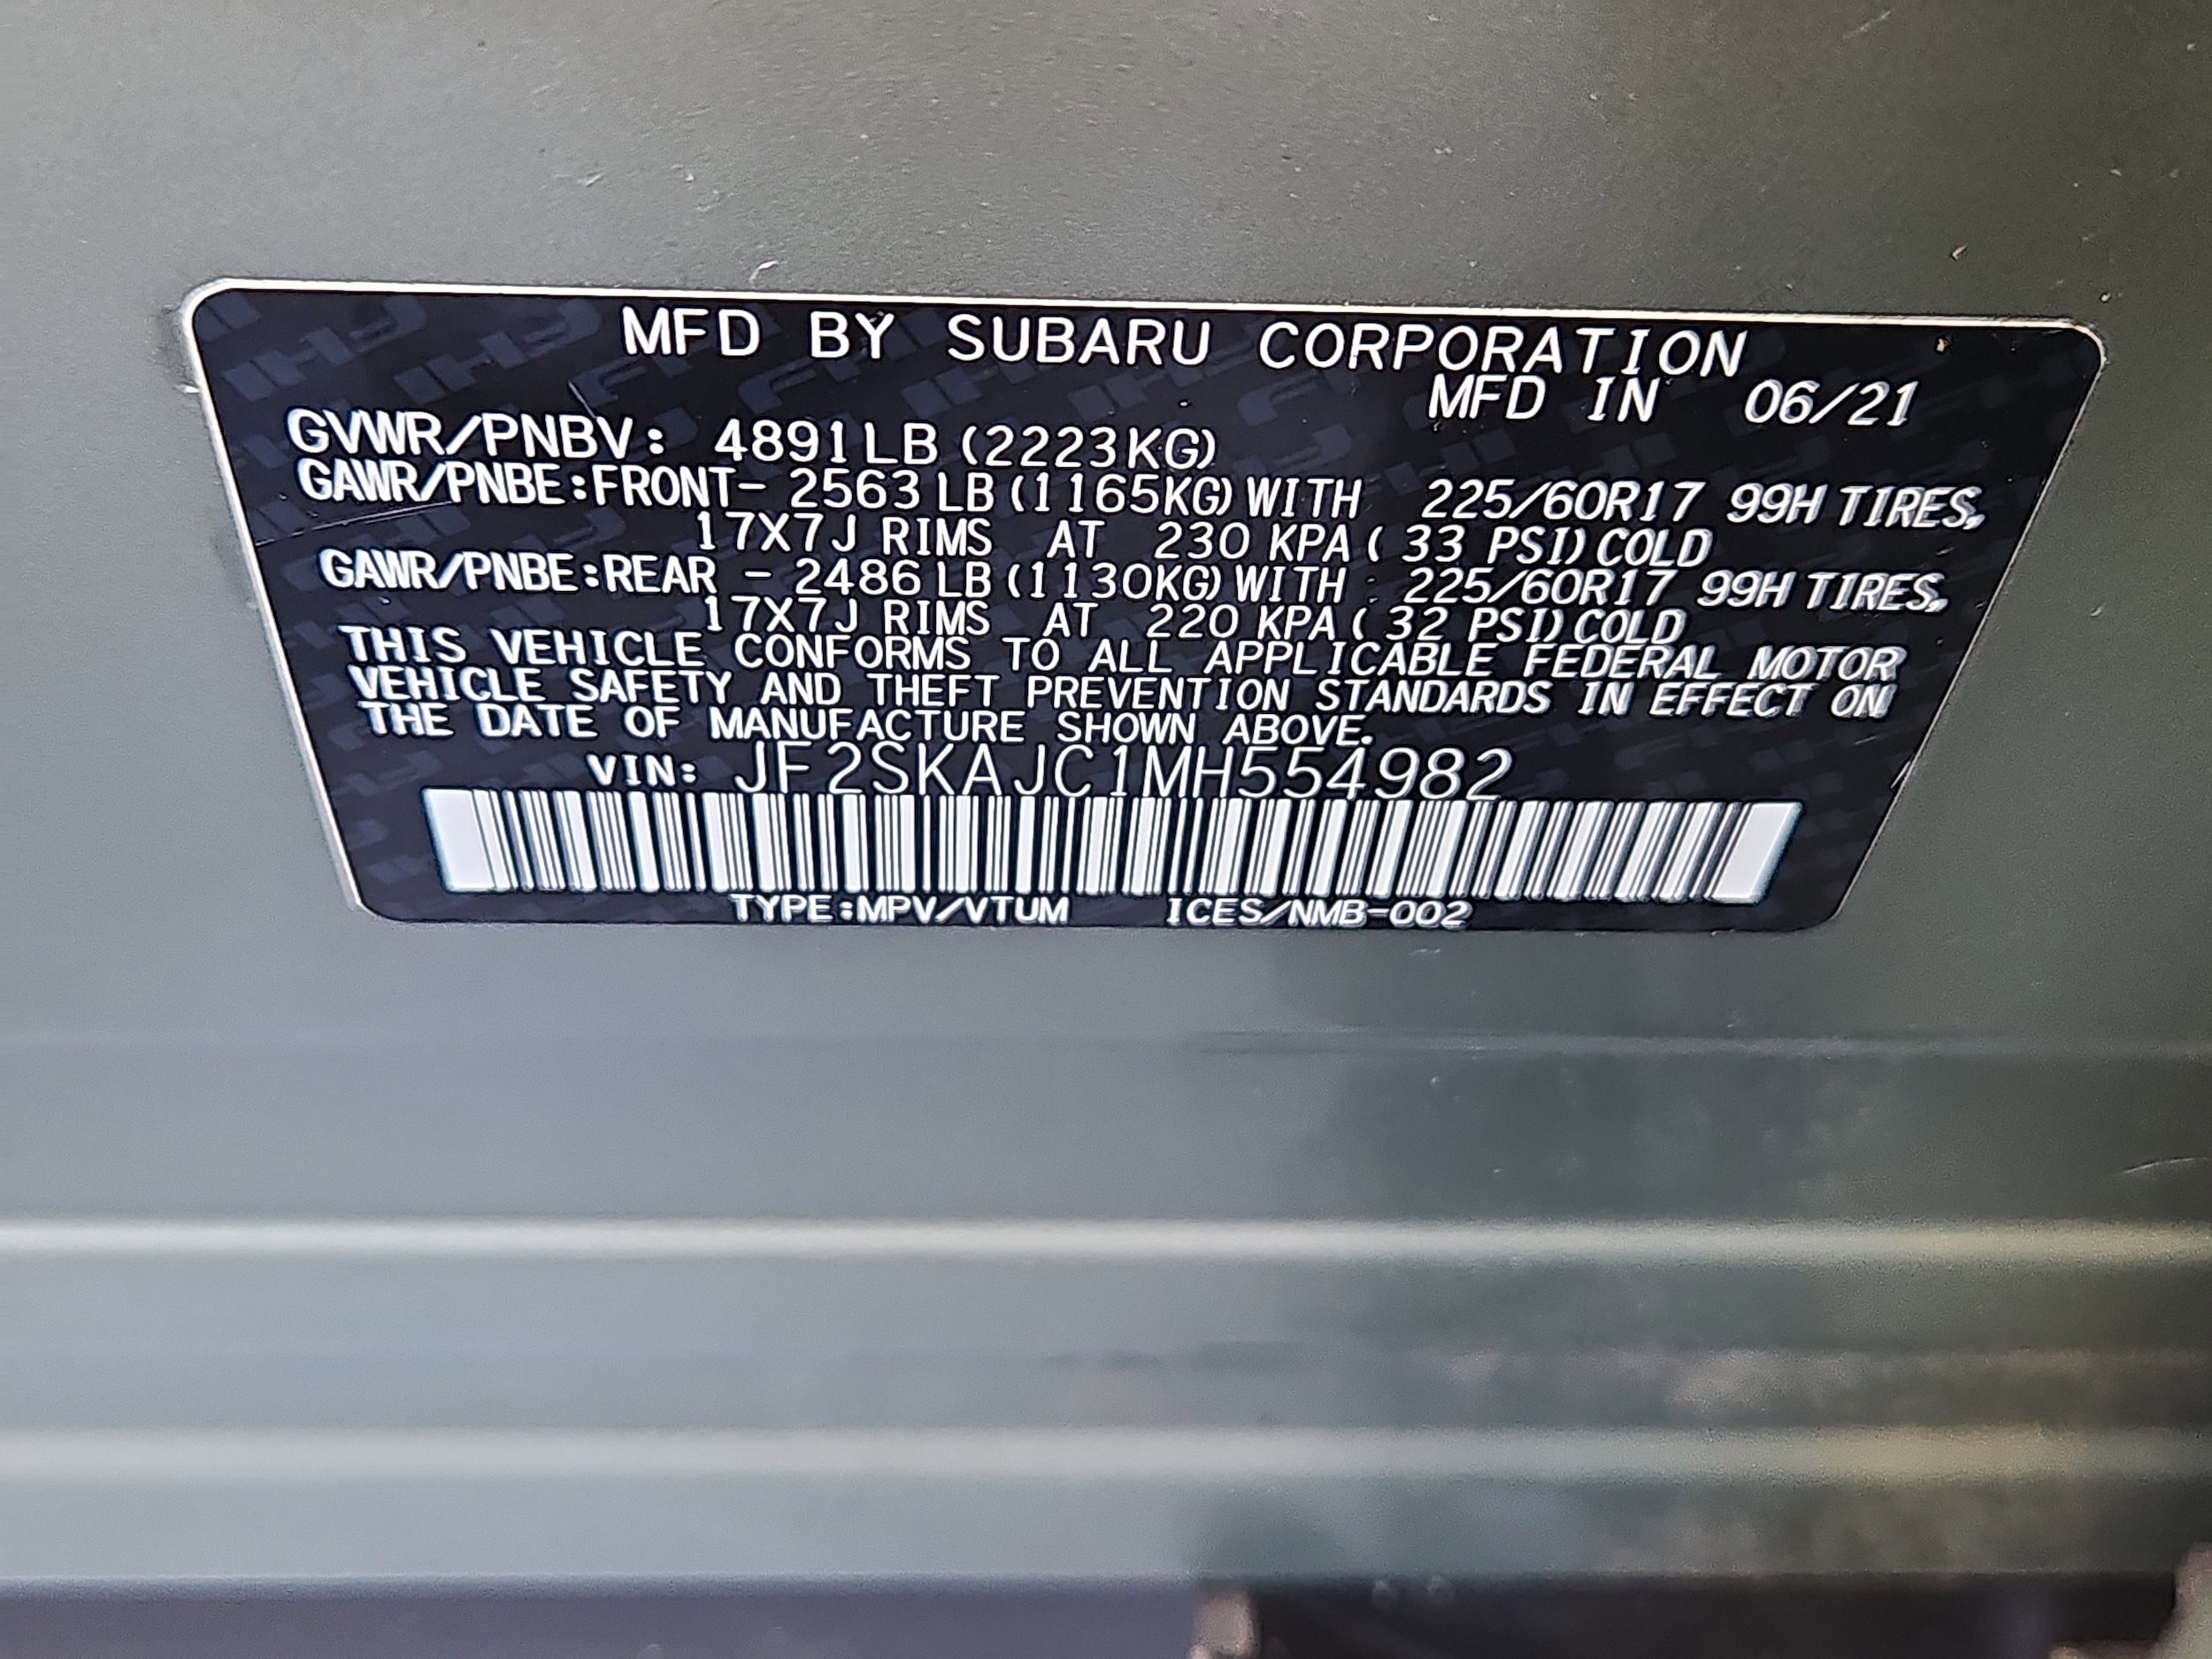 MFD BY SUBARU CORPORATION
MFD IN 06/21
GVWR/PNBV: 4891LB (2223KG)
GAWR/PNBE:FRONT- 2563 LB (1165KG) WITH 225/60R17 99H TIRES,
17X7J RIMS AT 230 KPA ( 33 PSI) COLD
GAWR/PNBE:REAR - 2486 LB (1130KG) WITH 225/60R17 99H TIRES,
17X7J RIMS AT 220 KPA ( 32 PSI) COLD
THIS VEHICLE CONFORMS TO ALL APPLICABLE FEDERAL MOTOR
VEHICLE SAFETY AND THEFT PREVENTION STANDARDS IN EFFECT ON
THE DATE OF MANUFACTURE SHOWN ABOVE.
VIN: JF2SKAJC1MH554982
TYPE:MPV/VTUM ICES/NMB-002